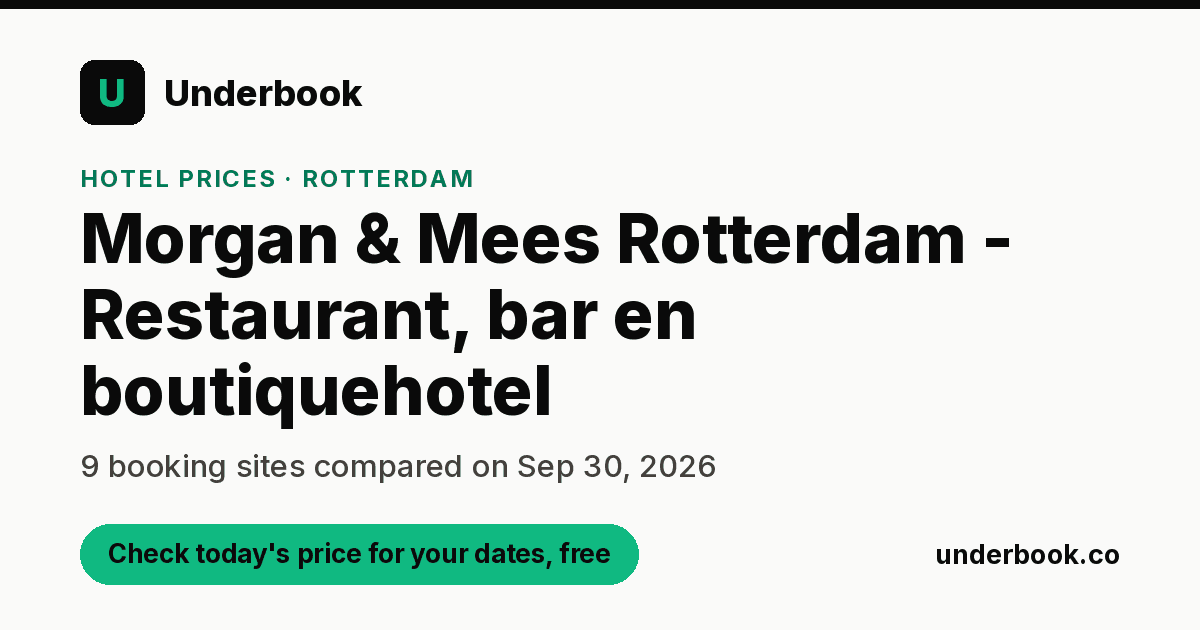 U Underbook
HOTEL PRICES · ROTTERDAM
Morgan & Mees Rotterdam -
Restaurant, bar en
boutiquehotel
9 booking sites compared on Sep 30, 2026
Check today's price for your dates, free
underbook.co